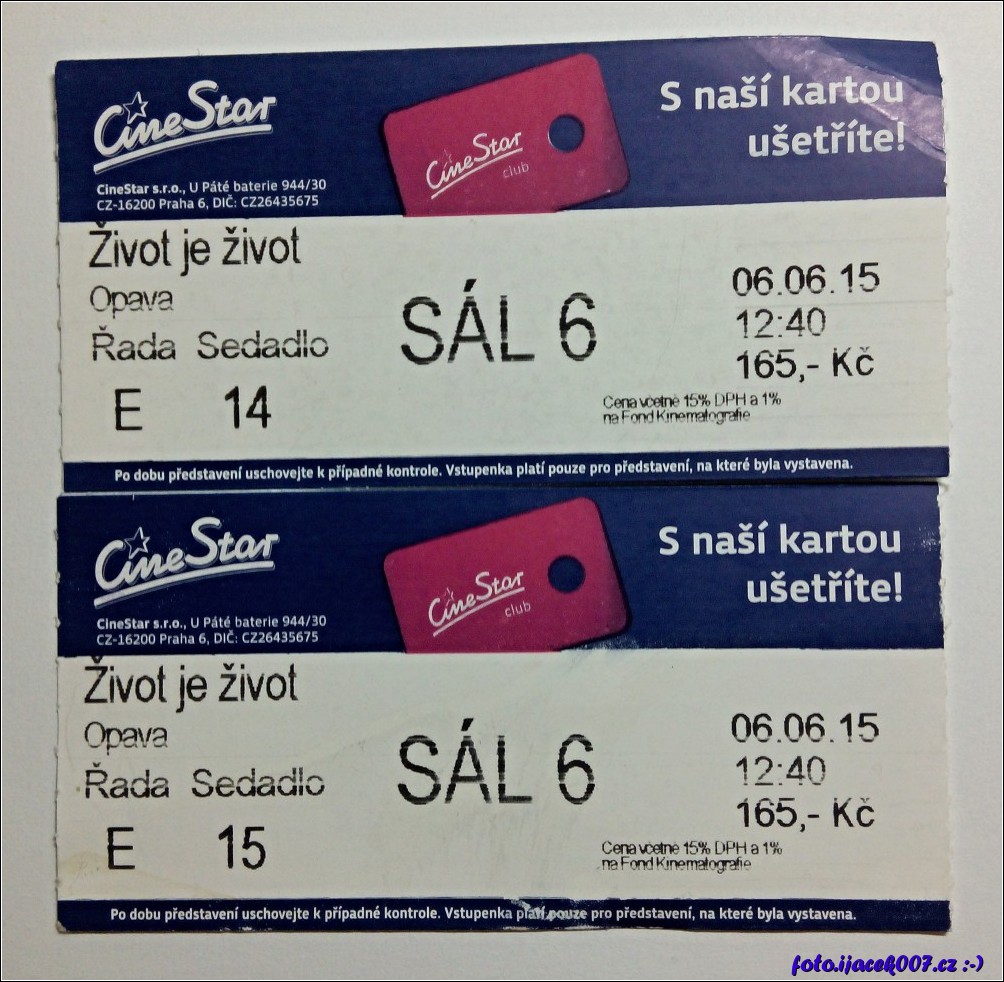 CineStar
CineStar s.r.o., U Páté baterie 944/30
CZ-16200 Praha 6, DIČ: CZ26435675
CineStar
club
S naší kartou
ušetříte!
Život je život
Opava
Řada Sedadlo
E 14
SÁL 6
06.06.15
12:40
165,- Kč
Cena včetně 15% DPH a 1%
na Fond Kinematografie
Po dobu představení uschovejte k případné kontrole. Vstupenka platí pouze pro představení, na které byla vystavena.
CineStar
CineStar s.r.o., U Páté baterie 944/30
CZ-16200 Praha 6, DIČ: CZ26435675
CineStar
club
S naší kartou
ušetříte!
Život je život
Opava
Řada Sedadlo
E 15
SÁL 6
06.06.15
12:40
165,- Kč
Cena včetně 15% DPH a 1%
na Fond Kinematografie
Po dobu představení uschovejte k případné kontrole. Vstupenka platí pouze pro představení, na které byla vystavena.
foto.ijacek007.cz :-)